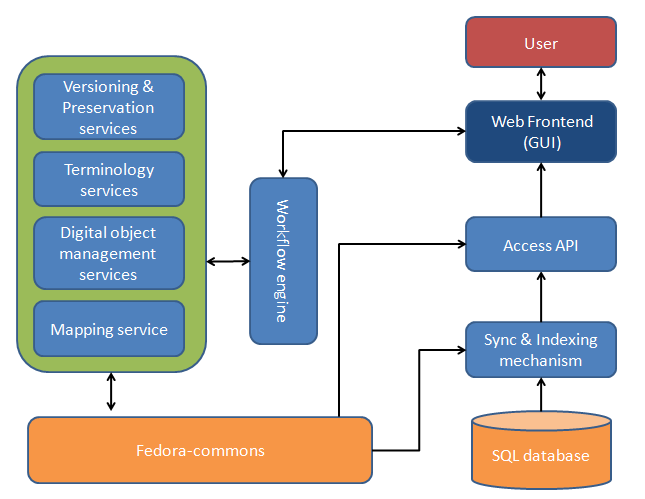 User
Versioning &
Preservation
services
Web Frontend
(GUI)
Terminology
services
Workflow engine
Digital object
management
services
Access API
Mapping service
Sync & Indexing
mechanism
Fedora-commons
SQL database